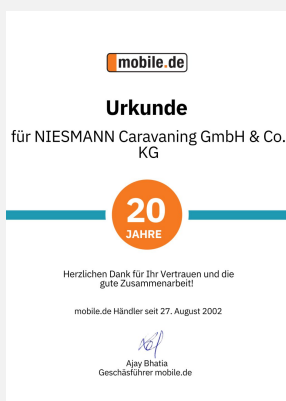 mobile.de
Urkunde
für NIESMANN Caravaning GmbH & Co.
KG
20
JAHRE
Herzlichen Dank für Ihr Vertrauen und die
gute Zusammenarbeit!
mobile.de Händler seit 27. August 2002
Ajay Bhatia
Geschäsführer mobile.de